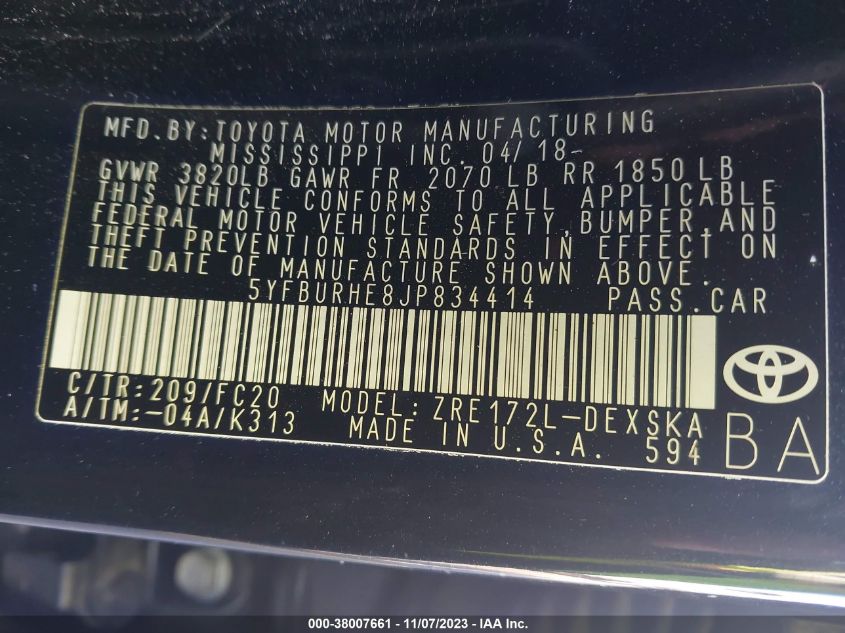 MFD.BY:TOYOTA MOTOR MANUFACTURING
MISSISSIPPI INC. 04/18-
GVWR 3820LB GAWR FR 2070 LB RR 1850 LB
THIS VEHICLE CONFORMS TO ALL APPLICABLE
FEDERAL MOTOR VEHICLE SAFETY,BUMPER,AND
THEFT PREVENTION STANDARDS IN EFFECT ON
THE DATE OF MANUFACTURE SHOWN ABOVE.
5YFBURHE8JP834414 PASS.CAR
C/TR:209/FC20 MODEL:ZRE172L-DEXSKA
A/TM:-04A/K313 MADE IN U.S.A. 594
BA
000-38007661 - 11/07/2023 - IAA Inc.